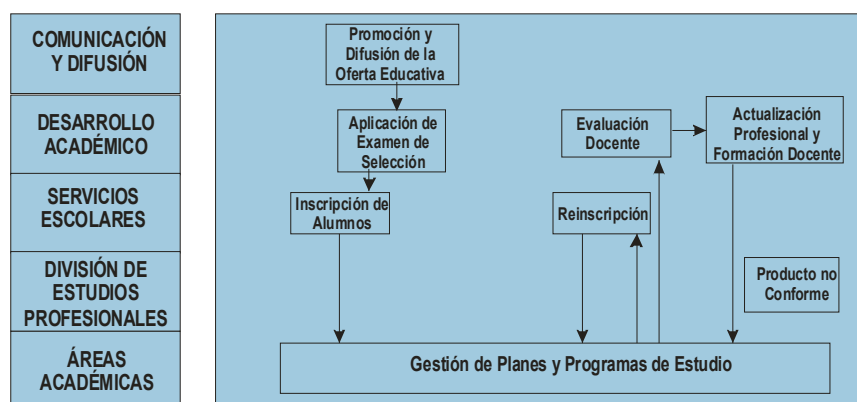 COMUNICACIÓN
Y DIFUSIÓN
DESARROLLO
ACADÉMICO
SERVICIOS
ESCOLARES
DIVISIÓN DE
ESTUDIOS
PROFESIONALES
ÁREAS
ACADÉMICAS
Promoción y
Difusión de la
Oferta Educativa
Aplicación de
Examen de
Selección
Evaluación
Docente
Actualización
Profesional y
Formación Docente
Inscripción de
Alumnos
Reinscripción
Producto no
Conforme
Gestión de Planes y Programas de Estudio